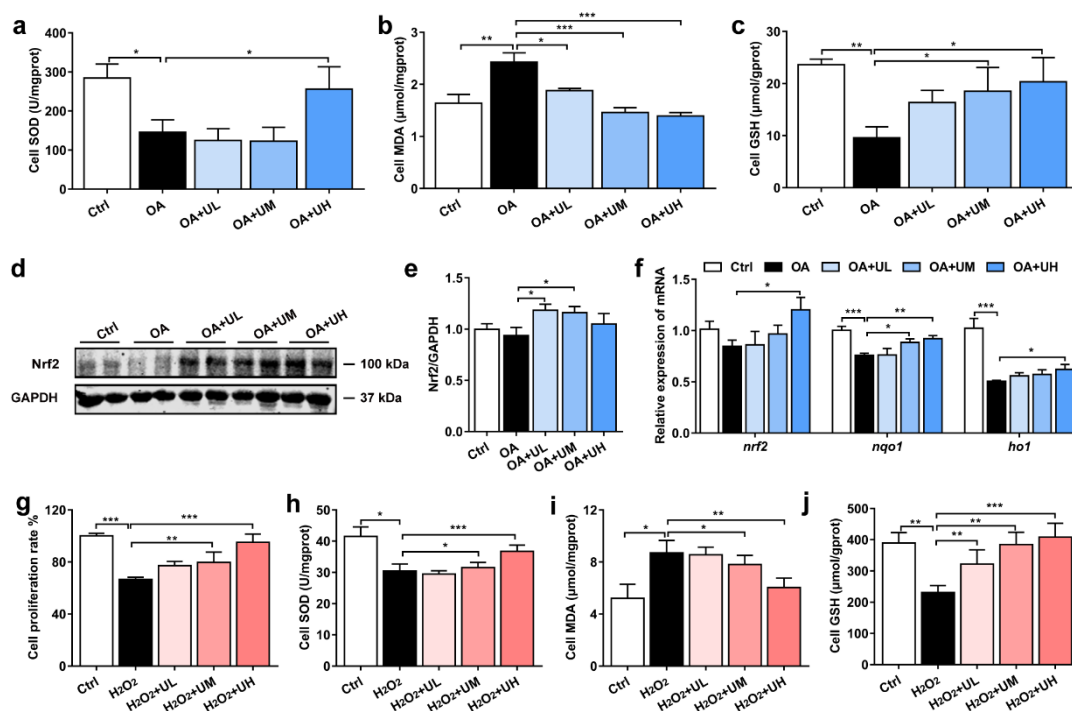 a
Cell SOD (U/mgprot)
400
300
200
100
0
*
*
Ctrl
OA
OA+UL
OA+UM
OA+UH
b
Cell MDA (μmol/mgprot)
3
2
1
0
**
*
***
***
Ctrl
OA
OA+UL
OA+UM
OA+UH
c
Cell GSH (μmol/gprot)
30
20
10
0
**
*
*
Ctrl
OA
OA+UL
OA+UM
OA+UH
d
Ctrl
OA
OA+UL
OA+UM
OA+UH
Nrf2
100 kDa
GAPDH
37 kDa
e
Nrf2/GAPDH
1.5
1.0
0.5
0.0
*
*
Ctrl
OA
OA+UL
OA+UM
OA+UH
f
Ctrl OA OA+UL OA+UM OA+UH
Relative expression of mRNA
1.5
1.0
0.5
0.0
*
***
*
**
***
*
nrf2
nqo1
ho1
g
Cell proliferation rate %
120
80
40
0
***
**
***
Ctrl
H2O2
H2O2+UL
H2O2+UM
H2O2+UH
h
Cell SOD (U/mgprot)
50
40
30
20
10
0
*
*
***
Ctrl
H2O2
H2O2+UL
H2O2+UM
H2O2+UH
i
Cell MDA (μmol/mgprot)
12
9
6
3
0
*
*
**
Ctrl
H2O2
H2O2+UL
H2O2+UM
H2O2+UH
j
Cell GSH (μmol/gprot)
500
400
300
200
100
0
**
**
**
***
Ctrl
H2O2
H2O2+UL
H2O2+UM
H2O2+UH